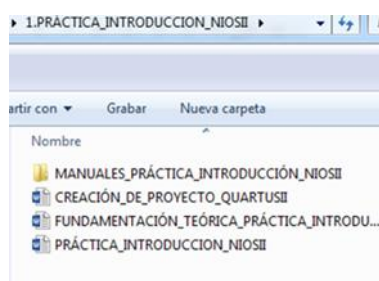 1.PRÁCTICA_INTRODUCCION_NIOSII
artir con Grabar Nueva carpeta
Nombre
MANUALES_PRÁCTICA_INTRODUCCIÓN_NIOSII
CREACIÓN_DE_PROYECTO_QUARTUSII
FUNDAMENTACIÓN_TEÓRICA_PRÁCTICA_INTRODU...
PRÁCTICA_INTRODUCCION_NIOSII